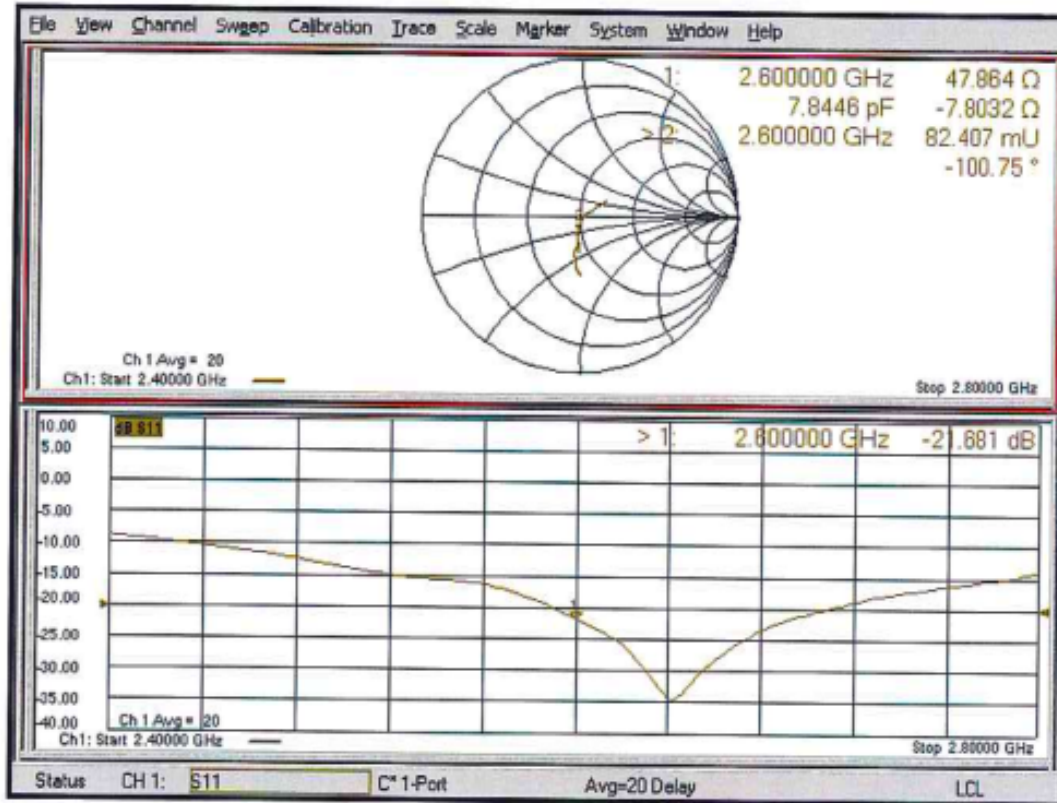 File View Channel Sweep Calibration Trace Scale Marker System Window Help
1: 2.600000 GHz 47.864 Ω
7.8446 pF -7.8032 Ω
> 2: 2.600000 GHz 82.407 mU
-100.75 °
Ch 1 Avg = 20
Ch1: Start 2.40000 GHz
Stop 2.80000 GHz
10.00
dB S11
> 1: 2.600000 GHz -21.681 dB
5.00
0.00
-5.00
-10.00
-15.00
-20.00
1
-25.00
-30.00
-35.00
-40.00
Ch 1 Avg = 20
Ch1: Start 2.40000 GHz
Stop 2.80000 GHz
Status CH 1: S11 C* 1-Port Avg=20 Delay LCL